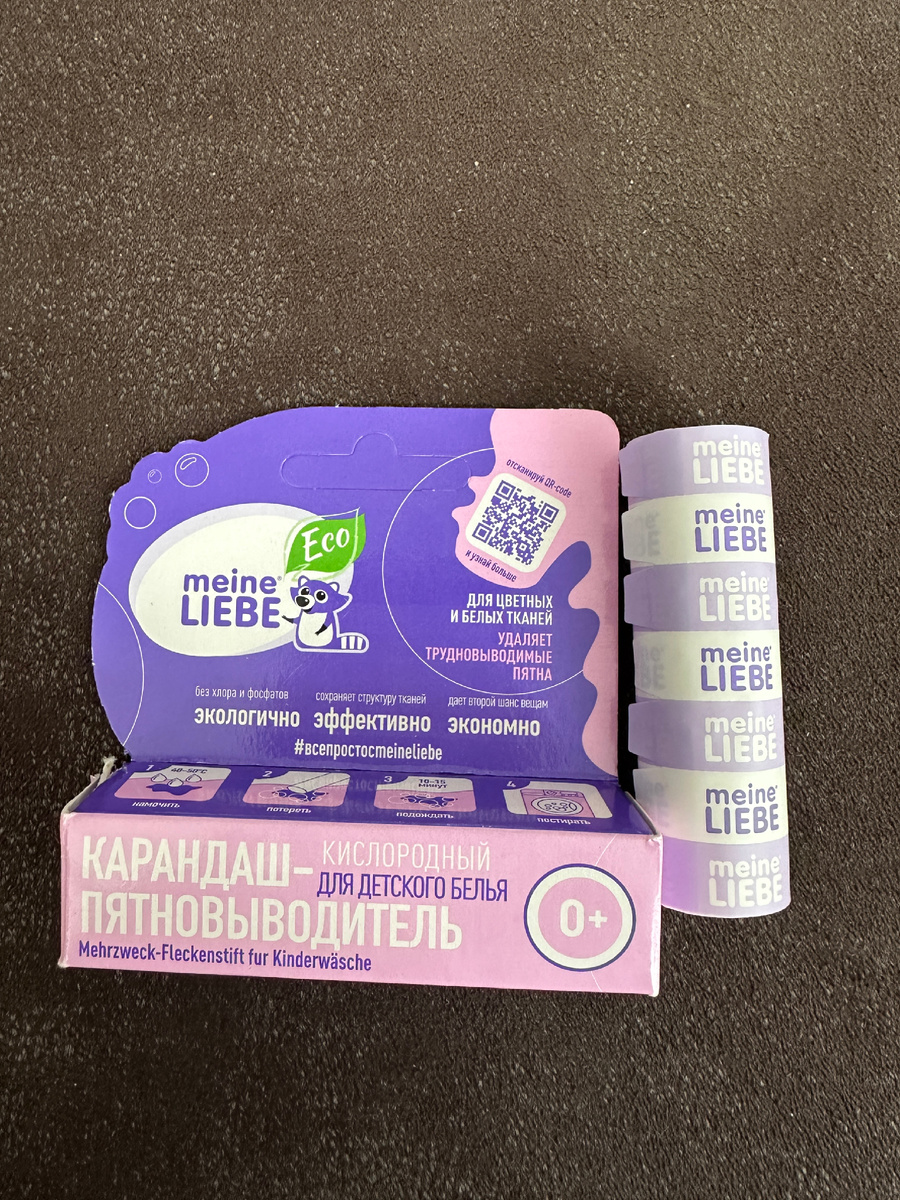 Eco
meine
LIEBE
отсканируй QR-code
и узнай больше
ДЛЯ ЦВЕТНЫХ
И БЕЛЫХ ТКАНЕЙ
УДАЛЯЕТ
ТРУДНОВЫВОДИМЫЕ
ПЯТНА
без хлора и фосфатов
экологично
сохраняет структуру тканей
эффективно
дает второй шанс вещам
экономно
#всепростосmeineliebe
1
40-50°C
намочить
2
потереть
3
10-15
минут
подождать
4
постирать
КАРАНДАШ-
ПЯТНОВЫВОДИТЕЛЬ
КИСЛОРОДНЫЙ
ДЛЯ ДЕТСКОГО БЕЛЬЯ
Mehrzweck-Fleckenstift fur Kinderwäsche
0+
meine
LIEBE
meine
LIEBE
meine
LIEBE
meine
LIEBE
meine
LIEBE
meine
LIEBE
meine
LIEBE